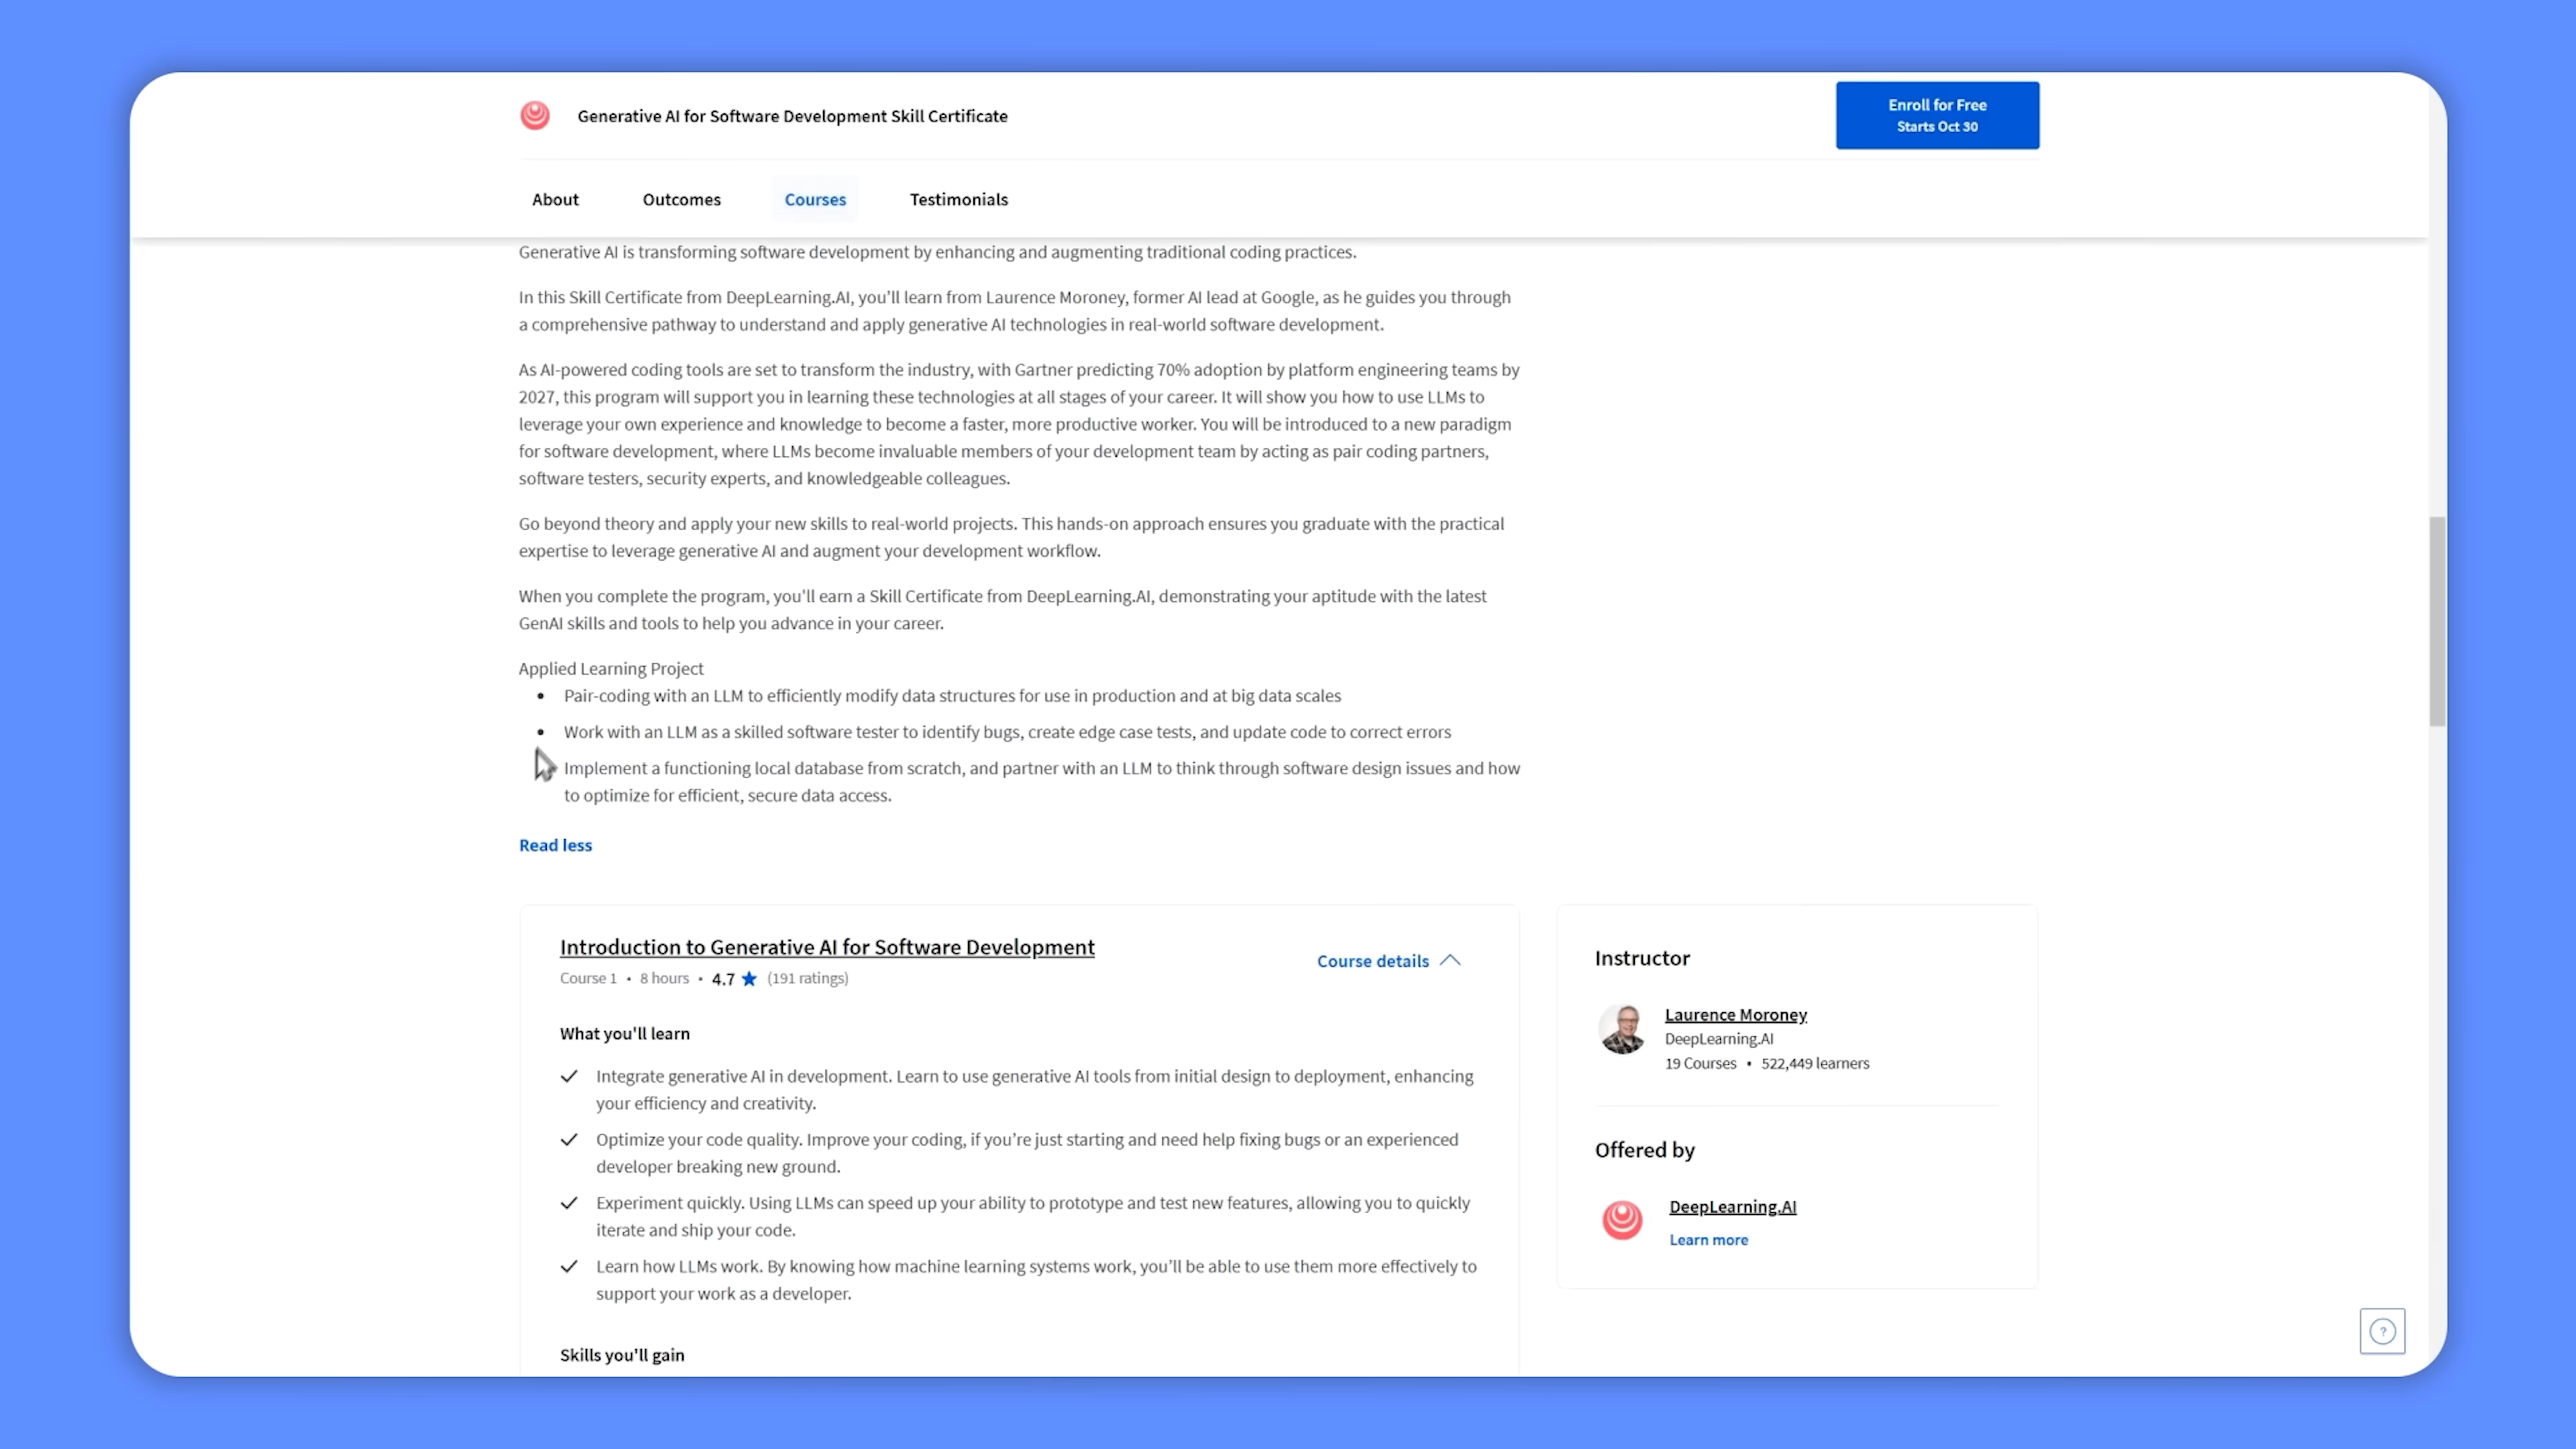 Generative AI for Software Development Skill Certificate
Enroll for Free
Starts Oct 30
About
Outcomes
Courses
Testimonials
Generative AI is transforming software development by enhancing and augmenting traditional coding practices.
In this Skill Certificate from DeepLearning.AI, you’ll learn from Laurence Moroney, former AI lead at Google, as he guides you through
a comprehensive pathway to understand and apply generative AI technologies in real-world software development.
As AI-powered coding tools are set to transform the industry, with Gartner predicting 70% adoption by platform engineering teams by
2027, this program will support you in learning these technologies at all stages of your career. It will show you how to use LLMs to
leverage your own experience and knowledge to become a faster, more productive worker. You will be introduced to a new paradigm
for software development, where LLMs become invaluable members of your development team by acting as pair coding partners,
software testers, security experts, and knowledgeable colleagues.
Go beyond theory and apply your new skills to real-world projects. This hands-on approach ensures you graduate with the practical
expertise to leverage generative AI and augment your development workflow.
When you complete the program, you'll earn a Skill Certificate from DeepLearning.AI, demonstrating your aptitude with the latest
GenAI skills and tools to help you advance in your career.
Applied Learning Project
• Pair-coding with an LLM to efficiently modify data structures for use in production and at big data scales
• Work with an LLM as a skilled software tester to identify bugs, create edge case tests, and update code to correct errors
Implement a functioning local database from scratch, and partner with an LLM to think through software design issues and how
to optimize for efficient, secure data access.
Read less
Introduction to Generative AI for Software Development
Course 1 • 8 hours • 4.7 ★ (191 ratings)
Course details
What you'll learn
Integrate generative AI in development. Learn to use generative AI tools from initial design to deployment, enhancing
your efficiency and creativity.
Optimize your code quality. Improve your coding, if you’re just starting and need help fixing bugs or an experienced
developer breaking new ground.
Experiment quickly. Using LLMs can speed up your ability to prototype and test new features, allowing you to quickly
iterate and ship your code.
Learn how LLMs work. By knowing how machine learning systems work, you’ll be able to use them more effectively to
support your work as a developer.
Skills you'll gain
Instructor
Laurence Moroney
DeepLearning.AI
19 Courses • 522,449 learners
Offered by
DeepLearning.AI
Learn more
?